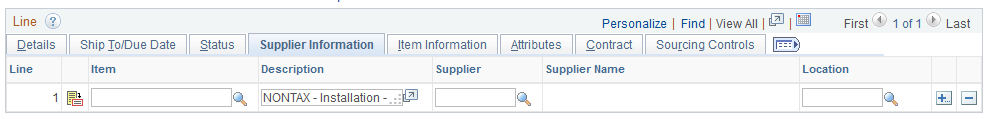 Line
Personalize | Find | View All | | First 1 of 1 Last
Details Ship To/Due Date Status Supplier Information Item Information Attributes Contract Sourcing Controls
Line Item Description Supplier Supplier Name Location
1 NONTAX - Installation -